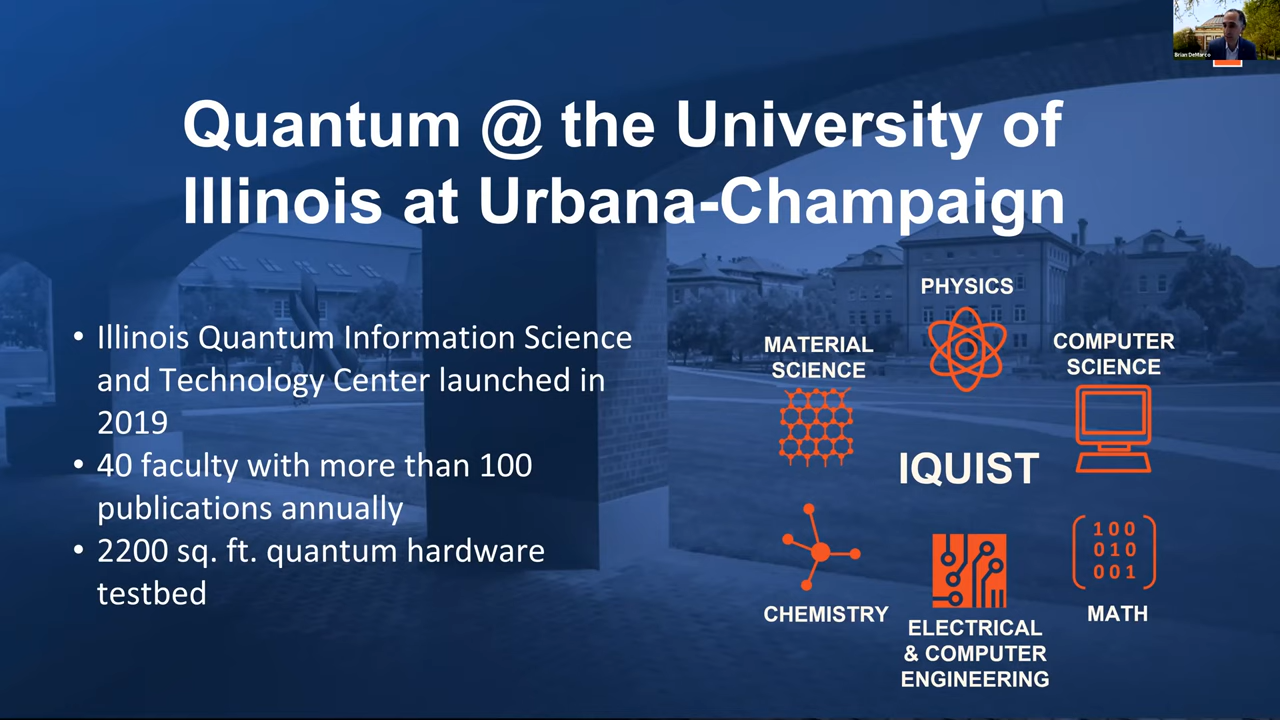 Brian DeMarco
Quantum @ the University of
Illinois at Urbana-Champaign
• Illinois Quantum Information Science
and Technology Center launched in
2019
• 40 faculty with more than 100
publications annually
• 2200 sq. ft. quantum hardware
testbed
PHYSICS
MATERIAL
SCIENCE
COMPUTER
SCIENCE
IQUIST
100
010
001
CHEMISTRY
MATH
ELECTRICAL
& COMPUTER
ENGINEERING